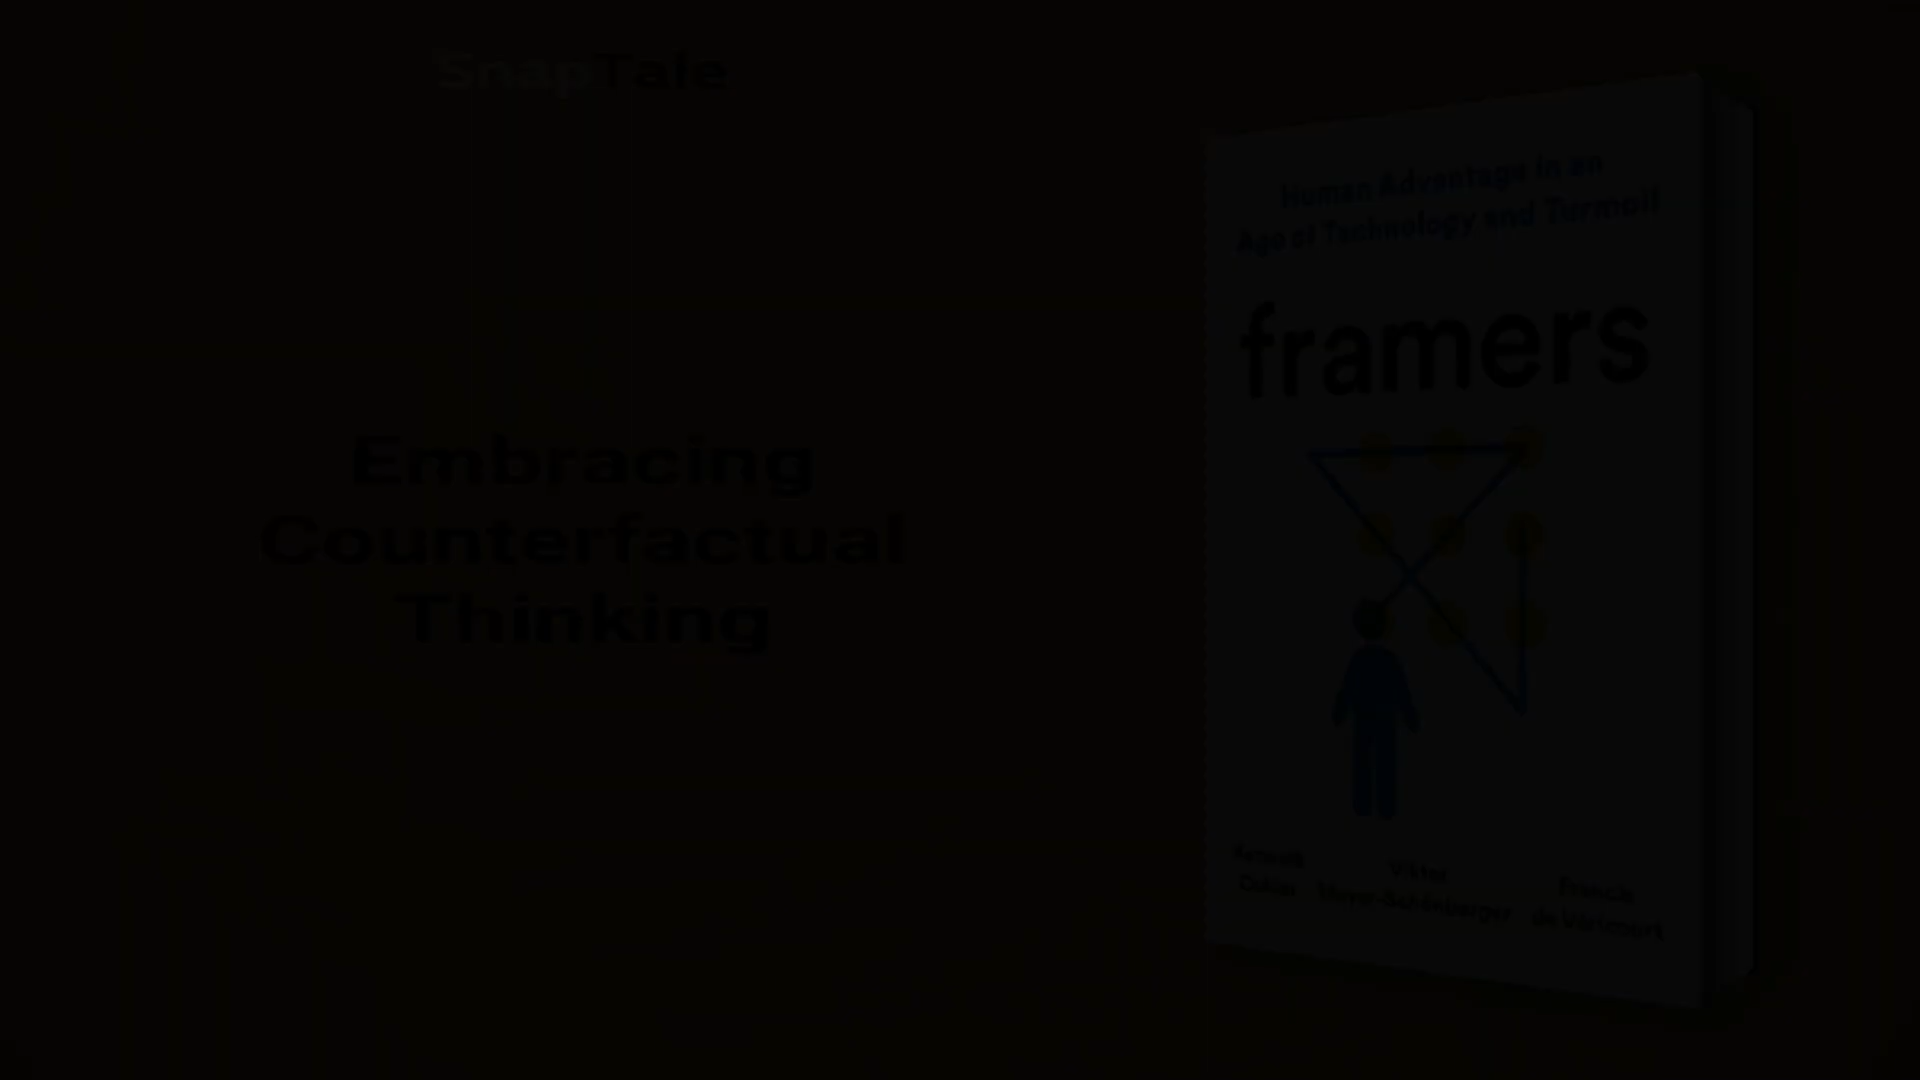 SnapTale
Embracing
Counterfactual
Thinking
Human Advantage in an
Age of Technology and Turmoil
framers
Kenneth
Cukier
Viktor
Mayer-Schönberger
Francis
de Véricourt